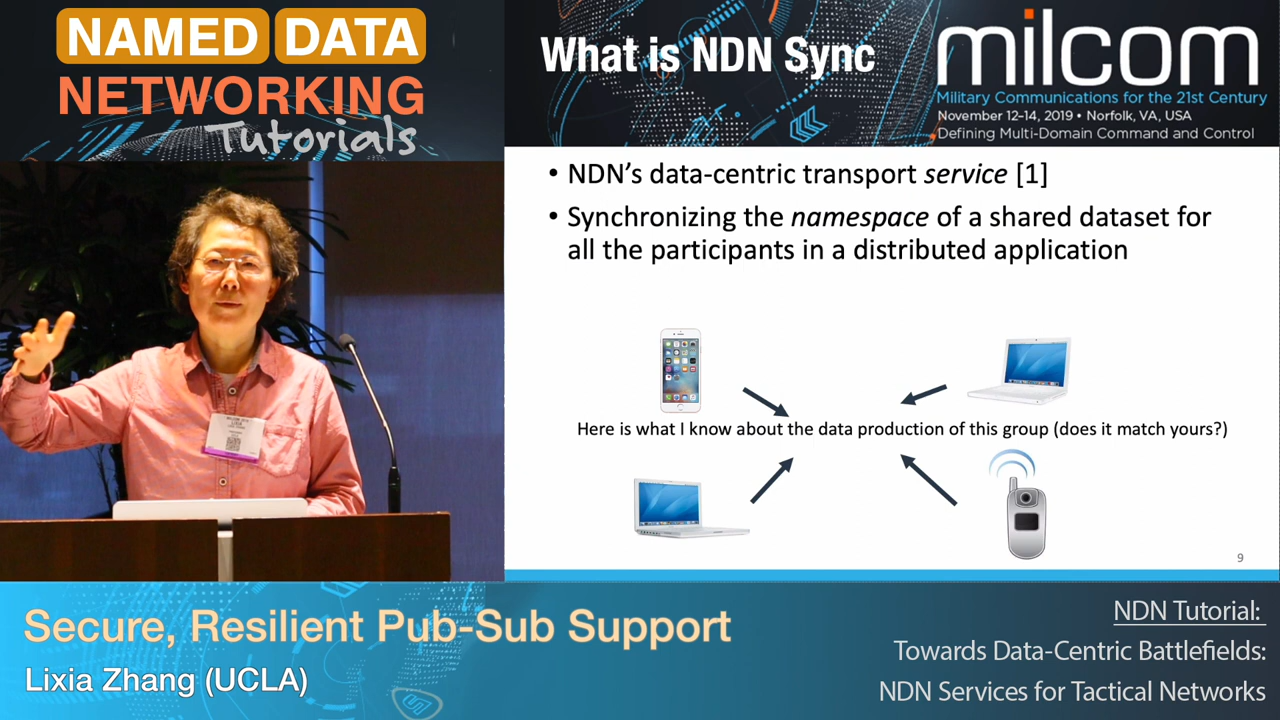 NAMED DATA
NETWORKING
Tutorials
What is NDN Sync
milcom
Military Communications for the 21st Century
November 12-14, 2019 • Norfolk, VA, USA
Defining Multi-Domain Command and Control
• NDN’s data-centric transport service [1]
• Synchronizing the namespace of a shared dataset for
all the participants in a distributed application
Here is what I know about the data production of this group (does it match yours?)
9
LIXIA
Secure, Resilient Pub-Sub Support
Lixia Zhang (UCLA)
NDN Tutorial:
Towards Data-Centric Battlefields:
NDN Services for Tactical Networks